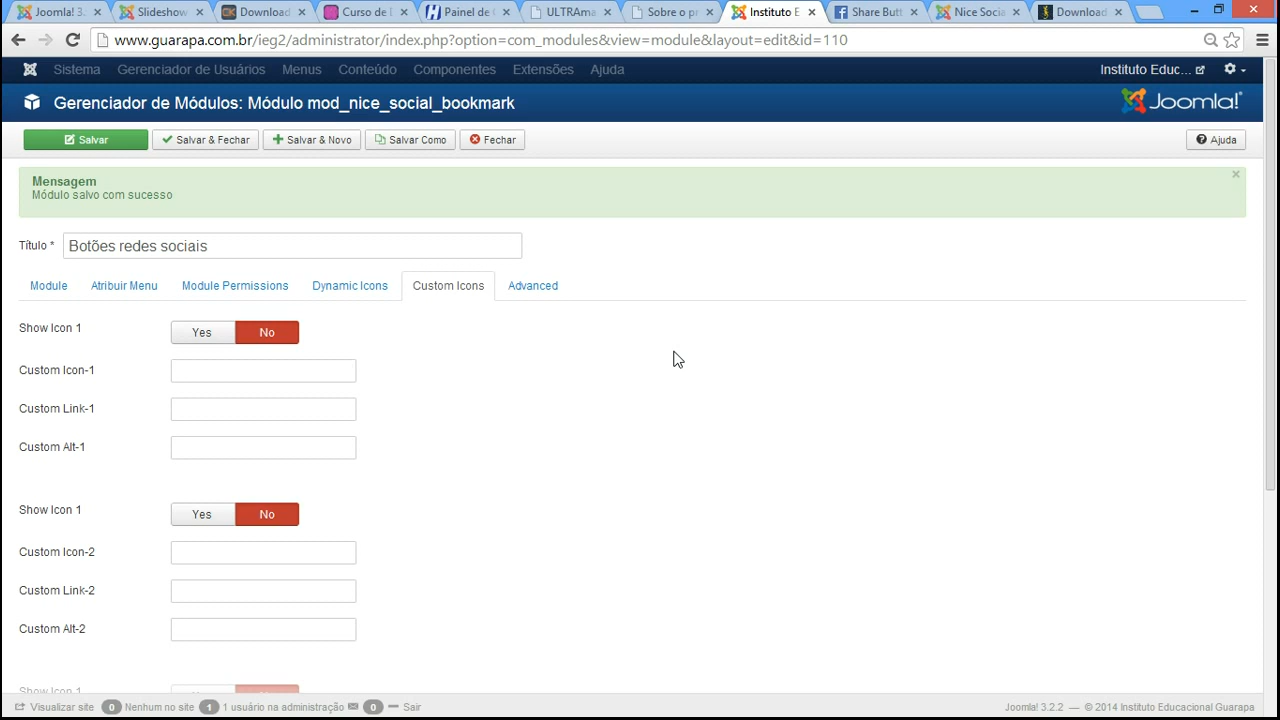 Joomla! 3.
Slideshow
Download
Curso de
Painel de
ULTRAma
Sobre o pr
Instituto E
Share Butt
Nice Socia
Download
www.guarapa.com.br/ieg2/administrator/index.php?option=com_modules&view=module&layout=edit&id=110
Sistema Gerenciador de Usuários Menus Conteúdo Componentes Extensões Ajuda Instituto Educ...
Gerenciador de Módulos: Módulo mod_nice_social_bookmark Joomla!®
Salvar Salvar & Fechar Salvar & Novo Salvar Como Fechar Ajuda
Mensagem ×
Módulo salvo com sucesso
Título * Botões redes sociais
Module Atribuir Menu Module Permissions Dynamic Icons Custom Icons Advanced
Show Icon 1 Yes No
Custom Icon-1
Custom Link-1
Custom Alt-1
Show Icon 1 Yes No
Custom Icon-2
Custom Link-2
Custom Alt-2
Show Icon 1
Visualizar site 0 Nenhum no site 1 1 usuário na administração 0 Sair Joomla! 3.2.2 — © 2014 Instituto Educacional Guarapa